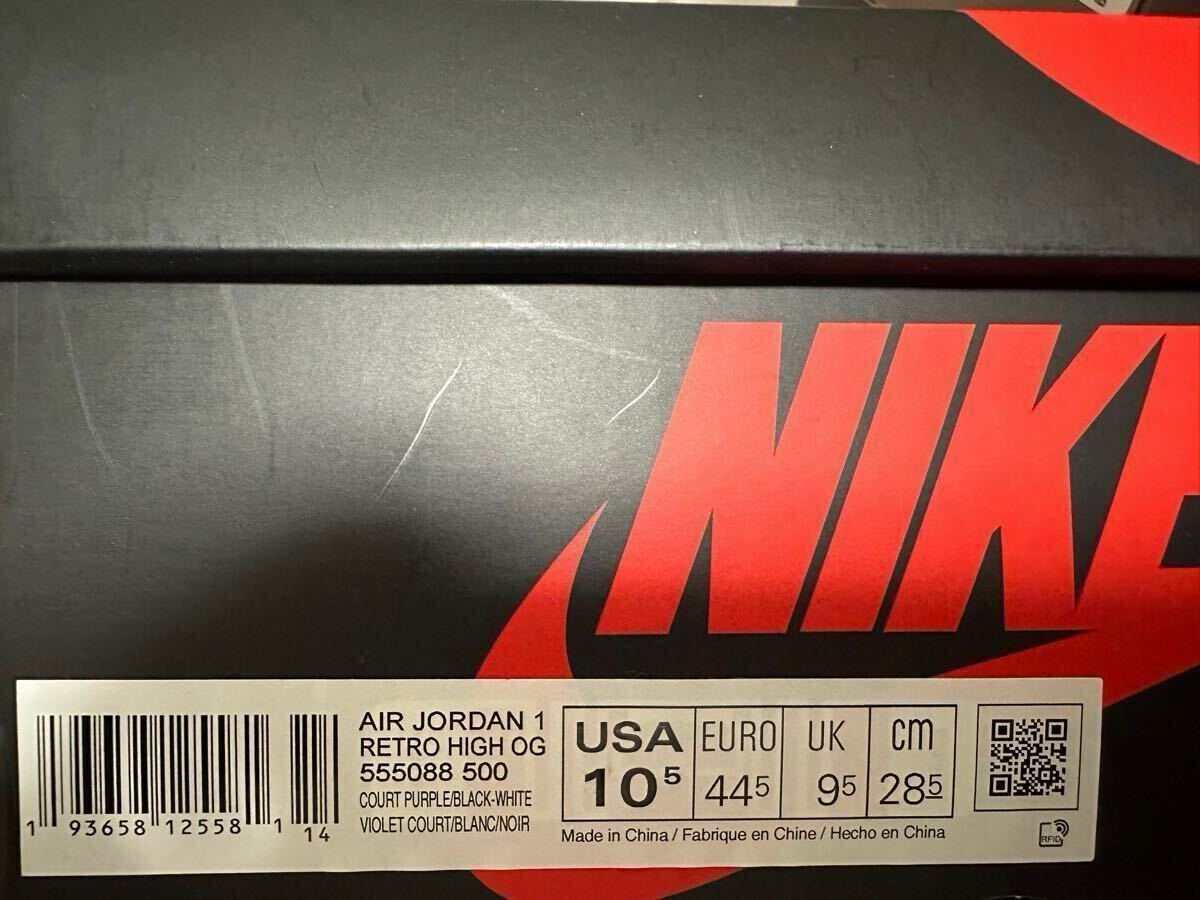 NIKE
AIR JORDAN 1
RETRO HIGH OG
555088 500
COURT PURPLE/BLACK-WHITE
VIOLET COURT/BLANC/NOIR
1 93658 12558 1 14
USA EURO UK cm
10⁵ 44⁵ 9⁵ 28⁵
Made in China / Fabrique en Chine / Hecho en China
RFID